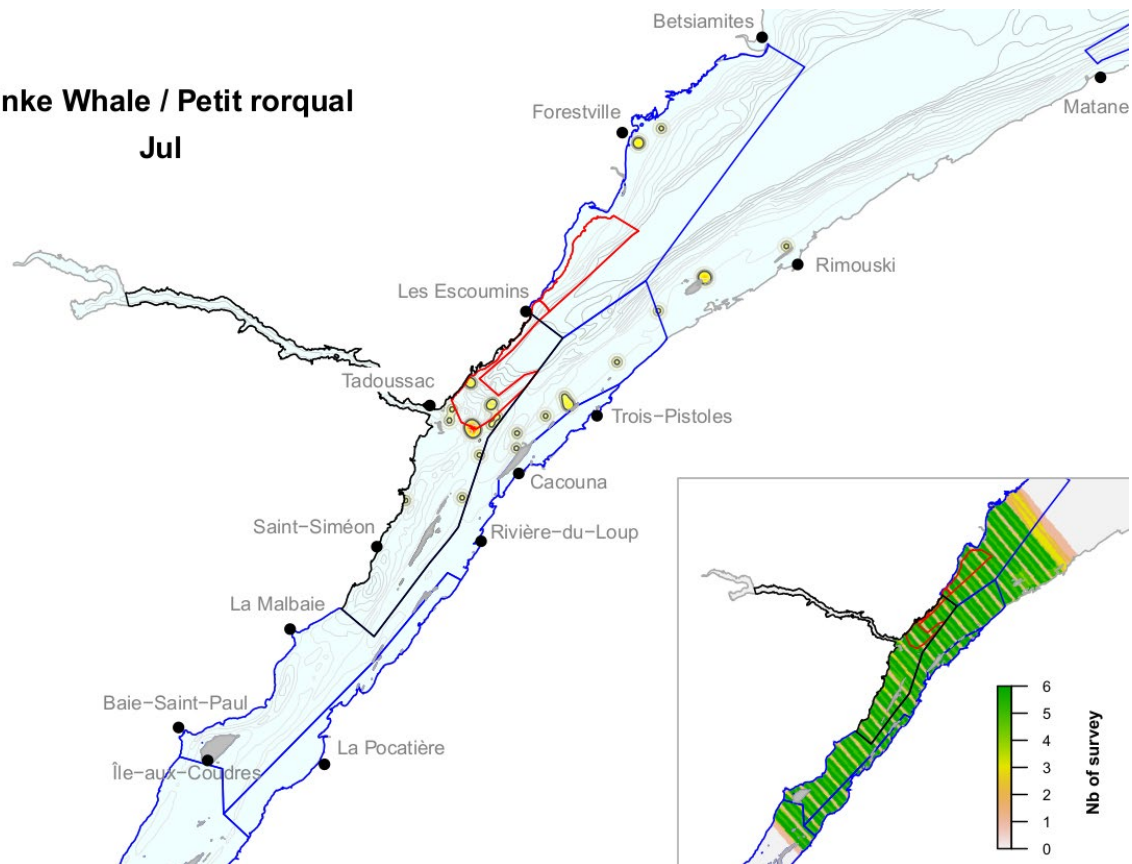 Betsiamites
nke Whale / Petit rorqual
Jul
Forestville
Matane
Rimouski
Les Escoumins
Tadoussac
Trois−Pistoles
Cacouna
Saint−Siméon
Rivière−du−Loup
La Malbaie
Baie−Saint−Paul
La Pocatière
Île−aux−Coudres
6
5
4
3
2
1
0
Nb of survey